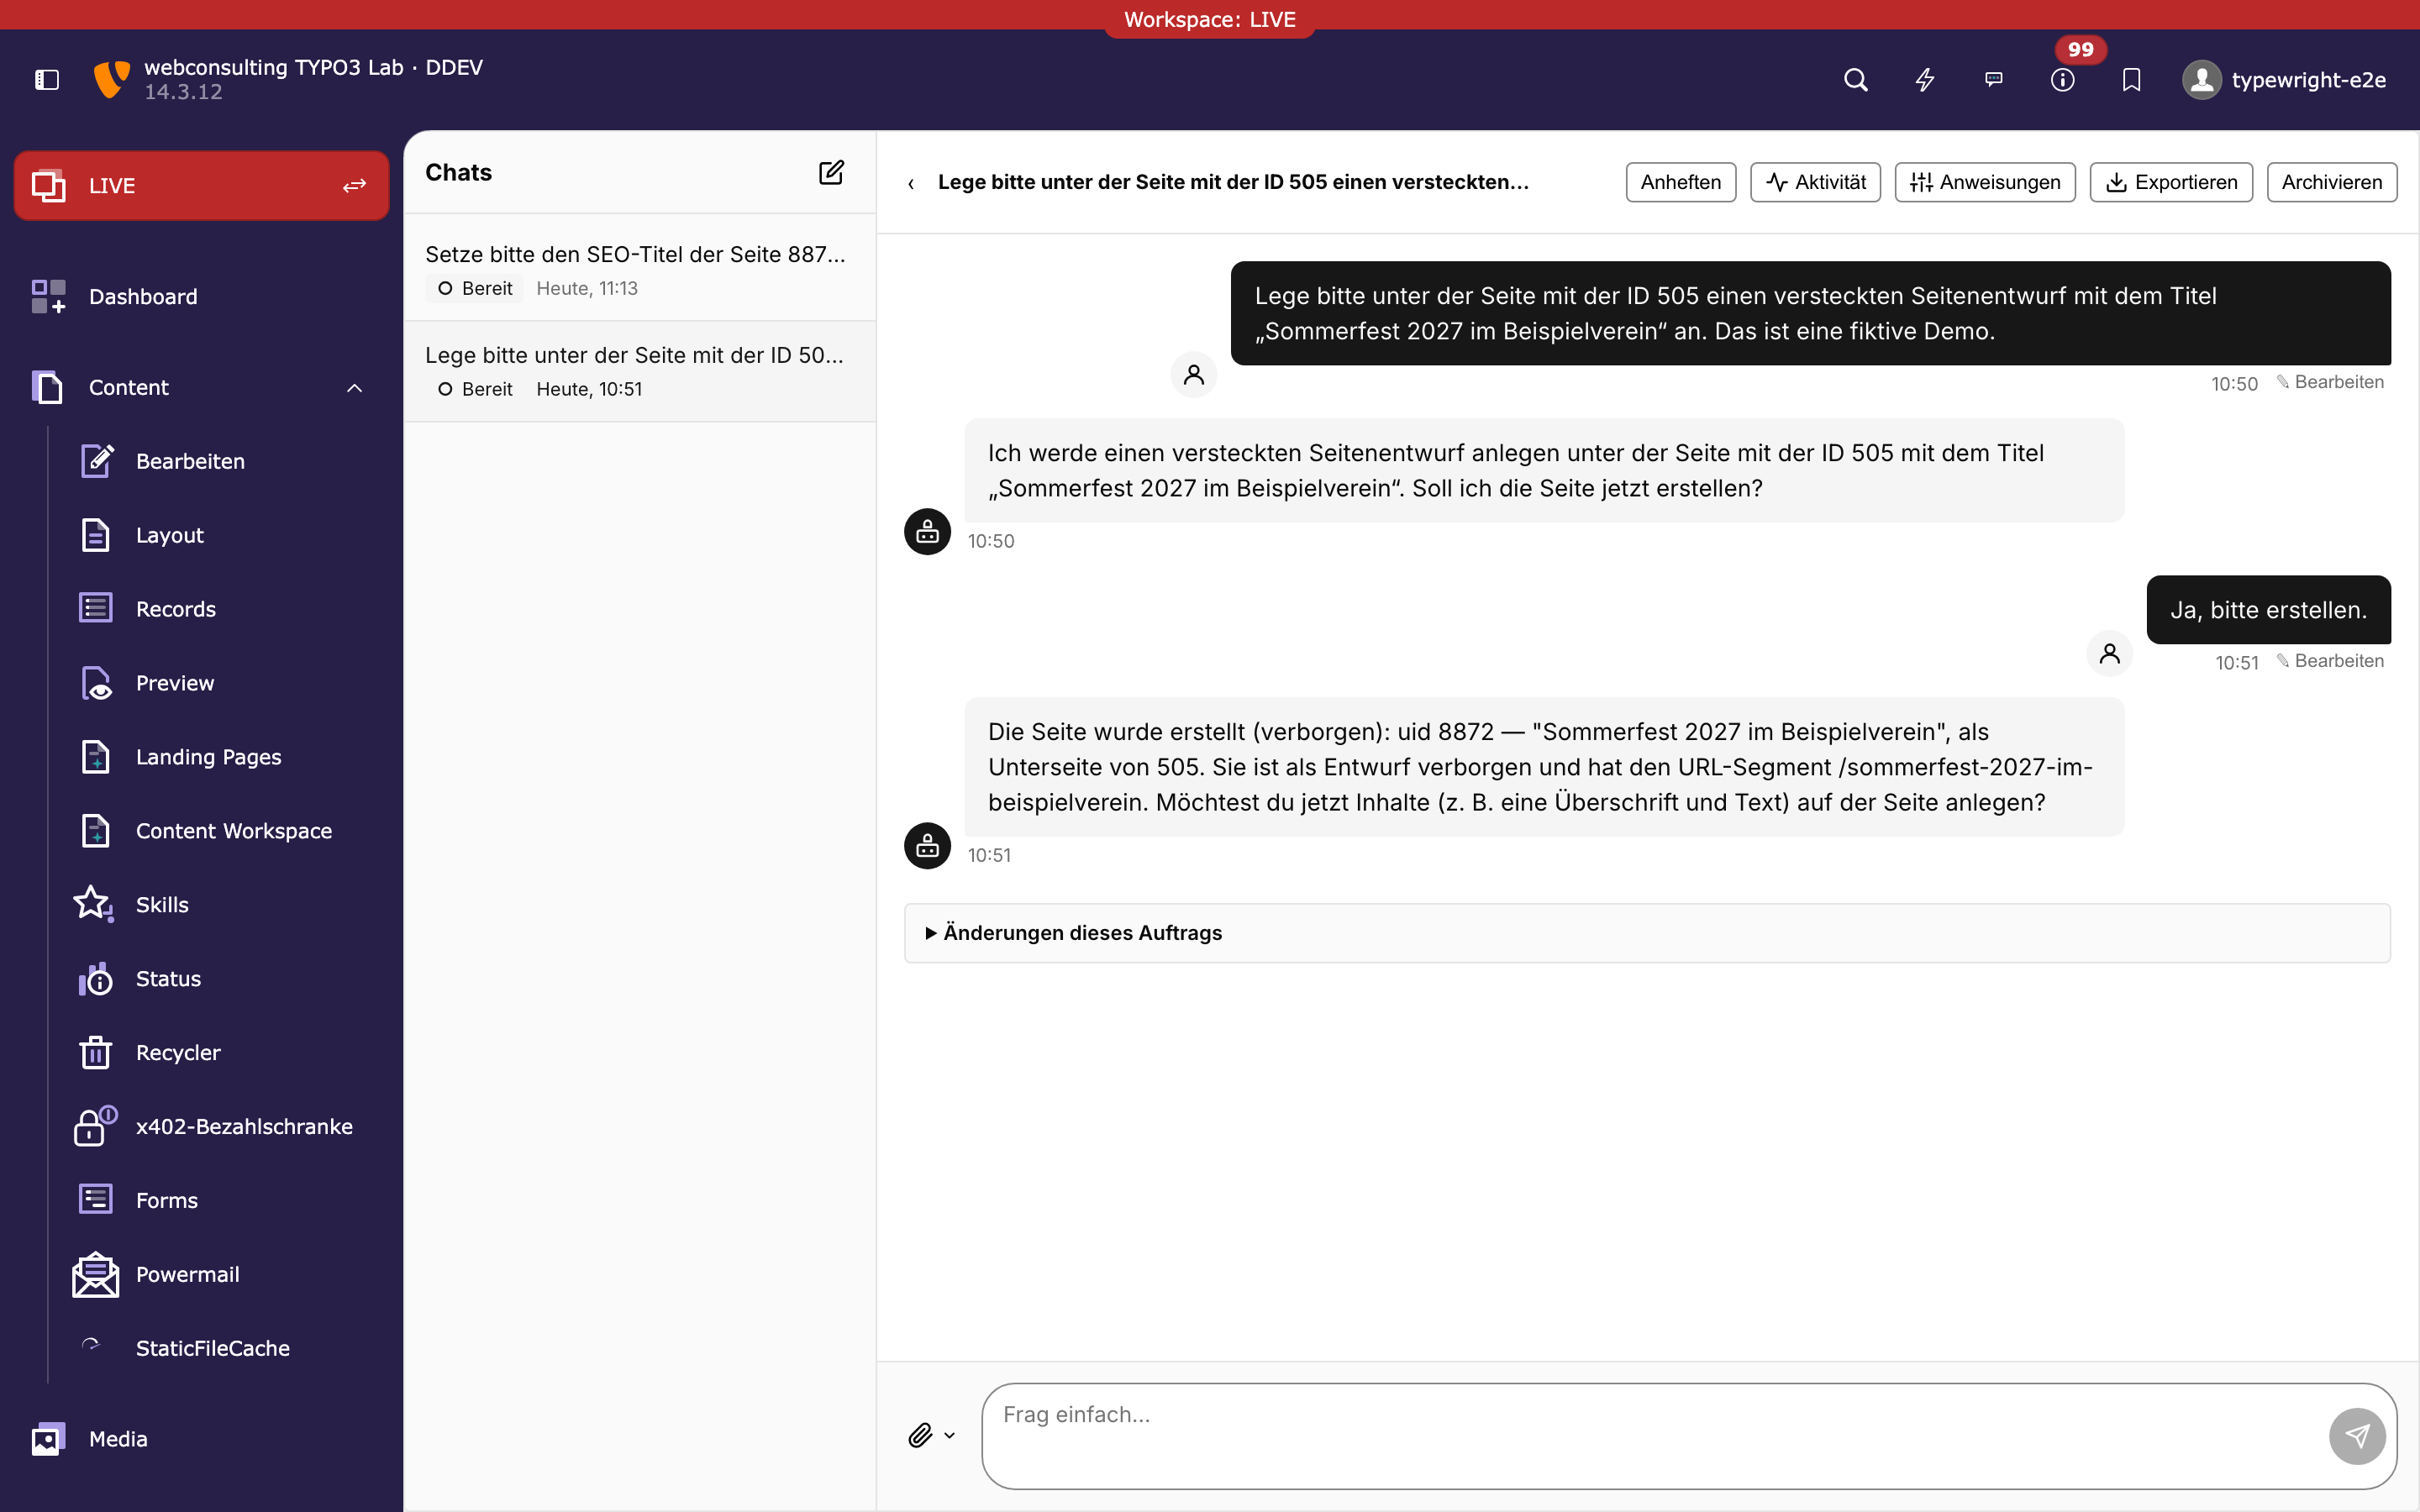 Workspace: LIVE
webconsulting TYPO3 Lab · DDEV
14.3.12
99
typewright-e2e
LIVE
Dashboard
Content
Bearbeiten
Layout
Records
Preview
Landing Pages
Content Workspace
Skills
Status
Recycler
x402-Bezahlschranke
Forms
Powermail
StaticFileCache
Media
Chats
Setze bitte den SEO-Titel der Seite 887...
Bereit Heute, 11:13
Lege bitte unter der Seite mit der ID 50...
Bereit Heute, 10:51
Lege bitte unter der Seite mit der ID 505 einen versteckten...
Anheften
Aktivität
Anweisungen
Exportieren
Archivieren
Lege bitte unter der Seite mit der ID 505 einen versteckten Seitenentwurf mit dem Titel
„Sommerfest 2027 im Beispielverein“ an. Das ist eine fiktive Demo.
10:50 Bearbeiten
Ich werde einen versteckten Seitenentwurf anlegen unter der Seite mit der ID 505 mit dem Titel
„Sommerfest 2027 im Beispielverein“. Soll ich die Seite jetzt erstellen?
10:50
Ja, bitte erstellen.
10:51 Bearbeiten
Die Seite wurde erstellt (verborgen): uid 8872 — "Sommerfest 2027 im Beispielverein", als
Unterseite von 505. Sie ist als Entwurf verborgen und hat den URL-Segment /sommerfest-2027-im-
beispielverein. Möchtest du jetzt Inhalte (z. B. eine Überschrift und Text) auf der Seite anlegen?
10:51
Änderungen dieses Auftrags
Frag einfach...